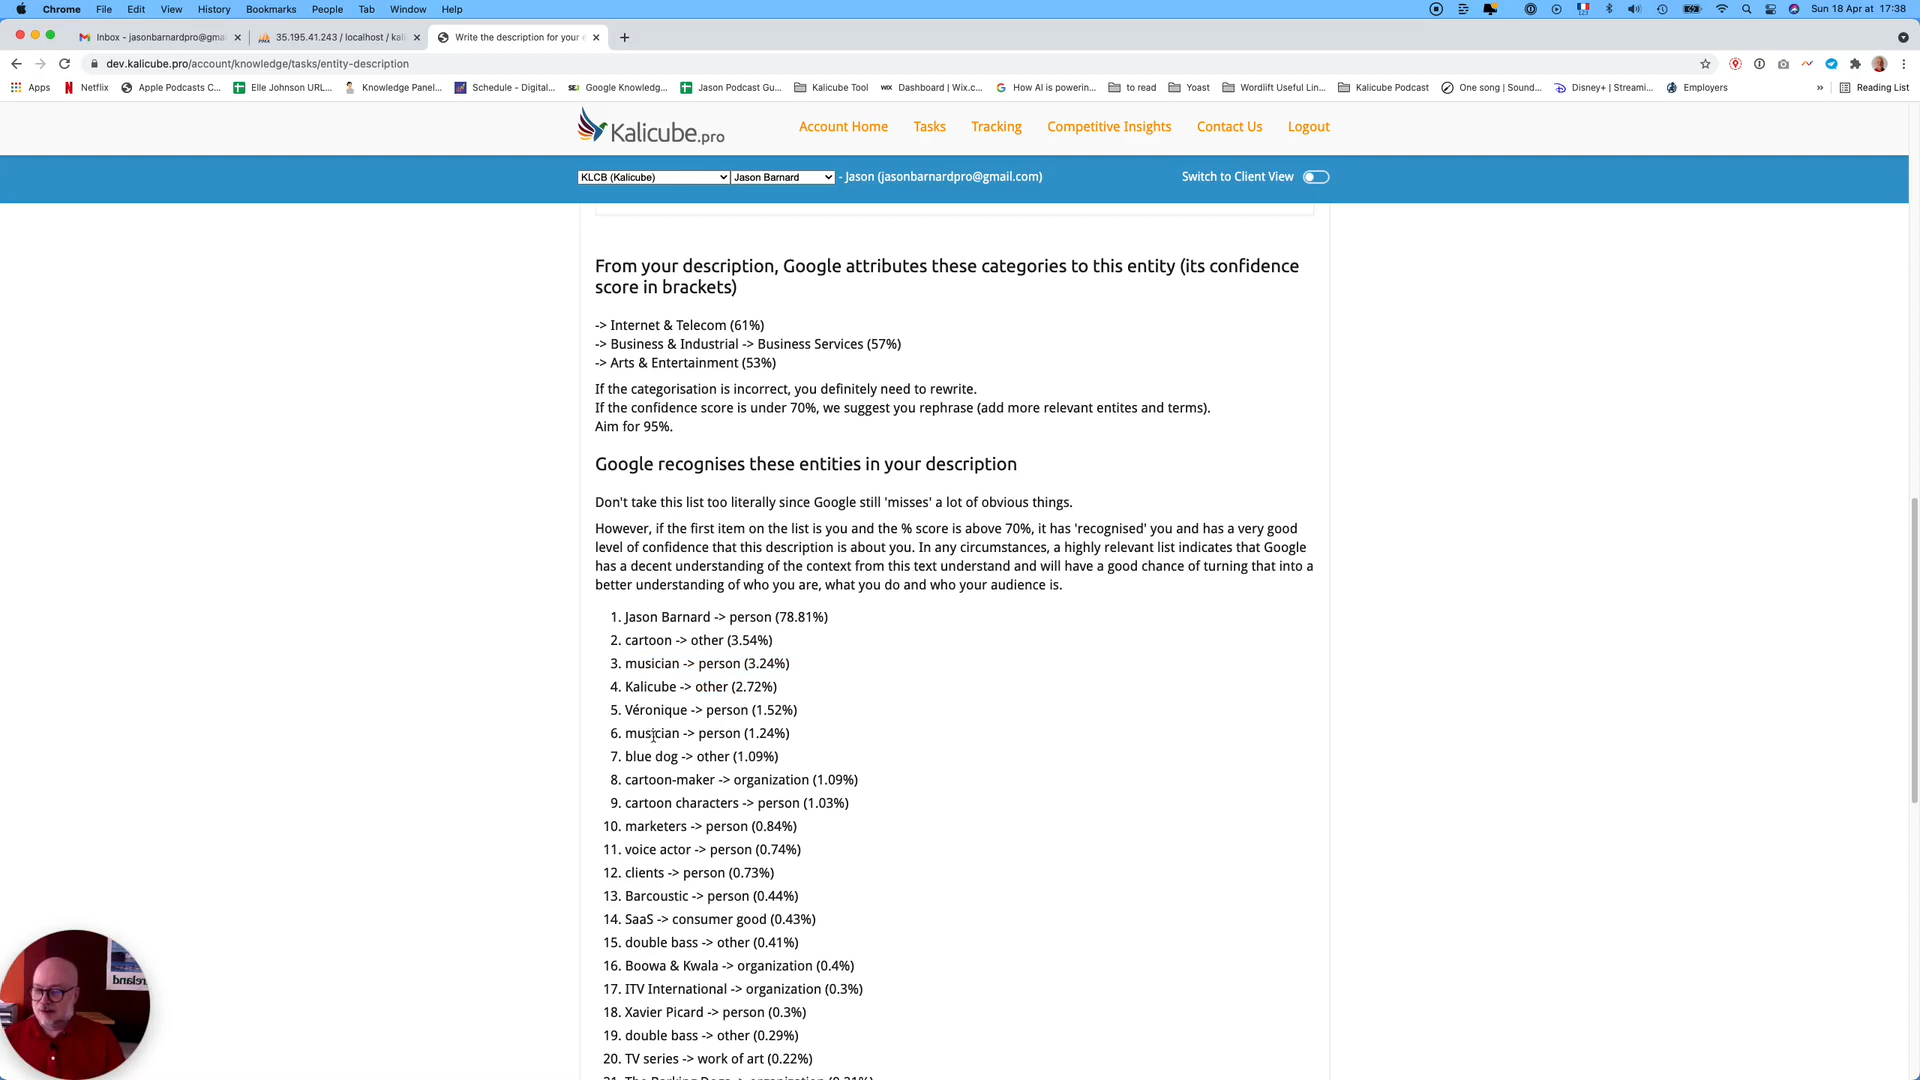 Chrome File Edit View History Bookmarks People Tab Window Help Sun 18 Apr at 17:38
Inbox - jasonbarnardpro@gmai 35.195.41.243 / localhost / kali Write the description for your e
dev.kalicube.pro/account/knowledge/tasks/entity-description
Apps Netflix Apple Podcasts C... Elle Johnson URL... Knowledge Panel... Schedule - Digital... Google Knowledg... Jason Podcast Gu... Kalicube Tool Dashboard | Wix.c... How AI is powerin... to read Yoast Wordlift Useful Lin... Kalicube Podcast One song | Sound... Disney+ | Streami... Employers » Reading List
Kalicube.pro Account Home Tasks Tracking Competitive Insights Contact Us Logout
KLCB (Kalicube) Jason Barnard - Jason (jasonbarnardpro@gmail.com) Switch to Client View
From your description, Google attributes these categories to this entity (its confidence
score in brackets)
-> Internet & Telecom (61%)
-> Business & Industrial -> Business Services (57%)
-> Arts & Entertainment (53%)
If the categorisation is incorrect, you definitely need to rewrite.
If the confidence score is under 70%, we suggest you rephrase (add more relevant entites and terms).
Aim for 95%.
Google recognises these entities in your description
Don't take this list too literally since Google still 'misses' a lot of obvious things.
However, if the first item on the list is you and the % score is above 70%, it has 'recognised' you and has a very good
level of confidence that this description is about you. In any circumstances, a highly relevant list indicates that Google
has a decent understanding of the context from this text understand and will have a good chance of turning that into a
better understanding of who you are, what you do and who your audience is.
1. Jason Barnard -> person (78.81%)
2. cartoon -> other (3.54%)
3. musician -> person (3.24%)
4. Kalicube -> other (2.72%)
5. Véronique -> person (1.52%)
6. musician -> person (1.24%)
7. blue dog -> other (1.09%)
8. cartoon-maker -> organization (1.09%)
9. cartoon characters -> person (1.03%)
10. marketers -> person (0.84%)
11. voice actor -> person (0.74%)
12. clients -> person (0.73%)
13. Barcoustic -> person (0.44%)
14. SaaS -> consumer good (0.43%)
15. double bass -> other (0.41%)
16. Boowa & Kwala -> organization (0.4%)
17. ITV International -> organization (0.3%)
18. Xavier Picard -> person (0.3%)
19. double bass -> other (0.29%)
20. TV series -> work of art (0.22%)